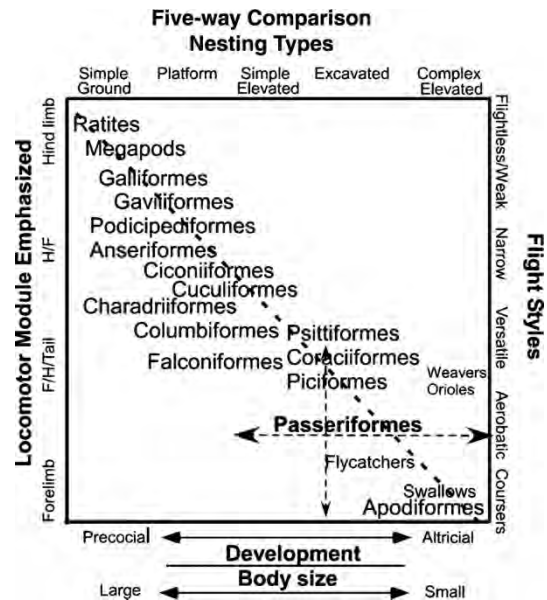 Five-way Comparison
Nesting Types
Simple Ground
Platform
Simple Elevated
Excavated
Complex Elevated
Locomotor Module Emphasized
Hind limb
H/F
F/H/Tail
Forelimb
Ratites
Megapods
Galliformes
Gaviiformes
Podicipediformes
Anseriformes
Ciconiiformes
Cuculiformes
Charadriiformes
Columbiformes
Psittiformes
Falconiformes
Coraciiformes
Piciformes
Weavers
Orioles
Passeriformes
Flycatchers
Swallows
Apodiformes
Flightless/Weak
Narrow
Versatile
Aerobatic
Coursers
Flight Styles
Precocial
Altricial
Development
Body size
Large
Small